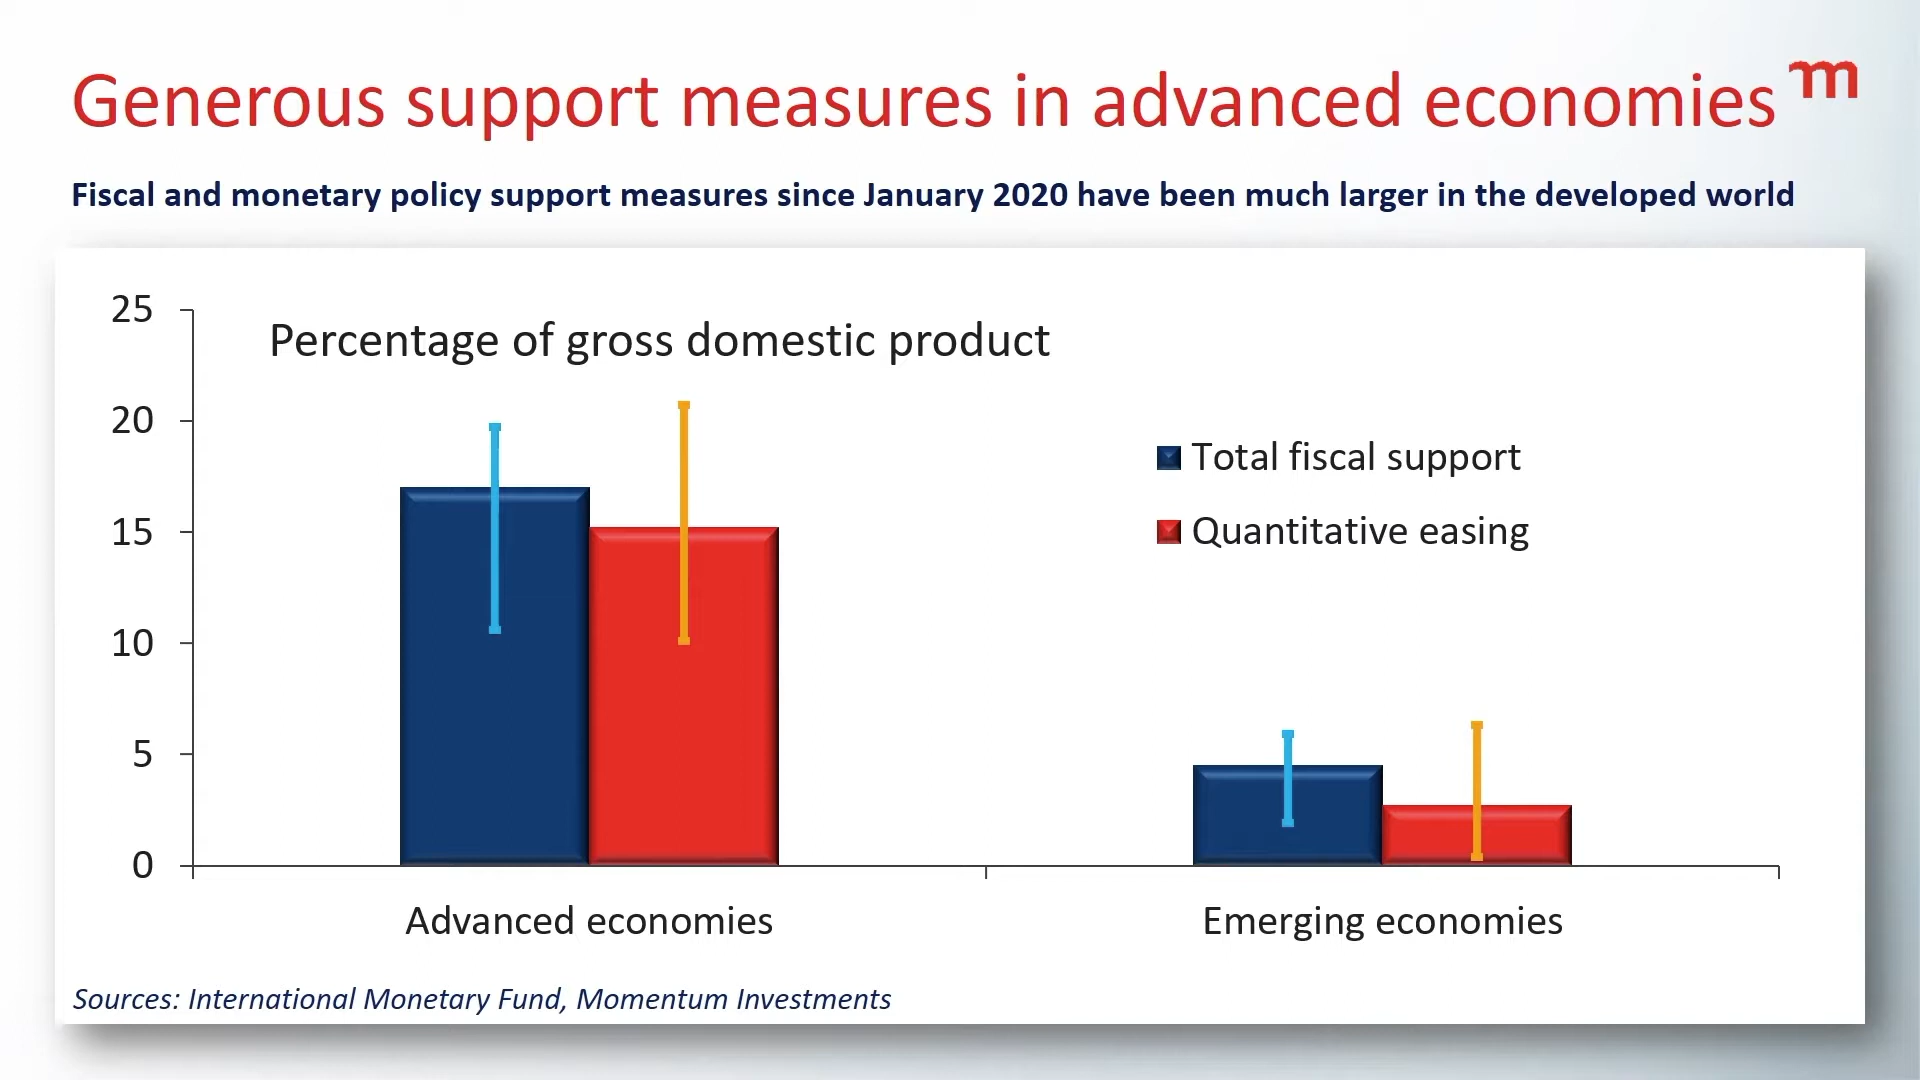 Generous support measures in advanced economies
m
Fiscal and monetary policy support measures since January 2020 have been much larger in the developed world
25
Percentage of gross domestic product
20
Total fiscal support
15
Quantitative easing
10
5
0
Advanced economies
Emerging economies
Sources: International Monetary Fund, Momentum Investments